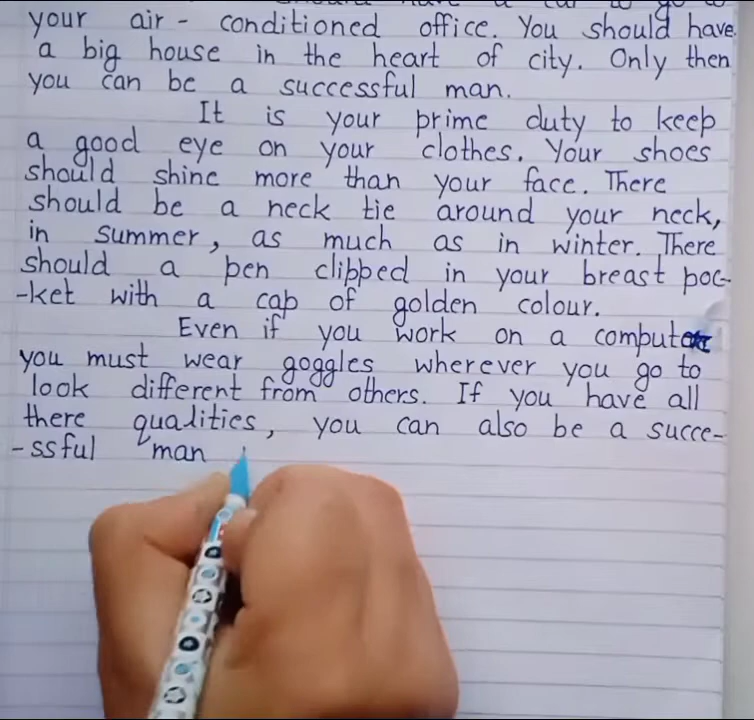 your air - conditioned office. You should have
a big house in the heart of city. Only then
you can be a successful man.
It is your prime duty to keep
a good eye on your clothes. Your shoes
should shine more than your face. There
should be a neck tie around your neck,
in summer, as much as in winter. There
should a pen clipped in your breast poc-
-ket with a cap of golden colour.
Even if you work on a computer
you must wear goggles wherever you go to
look different from others. If you have all
there qualities, you can also be a succe-
-ssful man